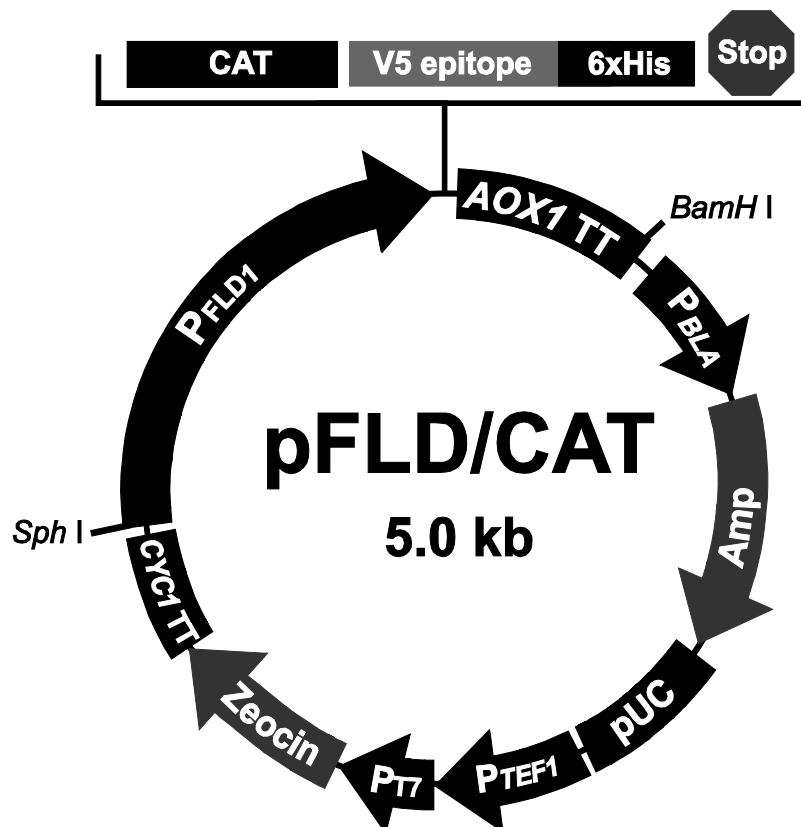 CAT V5 epitope 6xHis Stop
AOX1 TT
BamH I
PBLA
Amp
pUC
PTEF1
PT7
Zeocin
CYC1 TT
Sph I
PFLD1
pFLD/CAT
5.0 kb